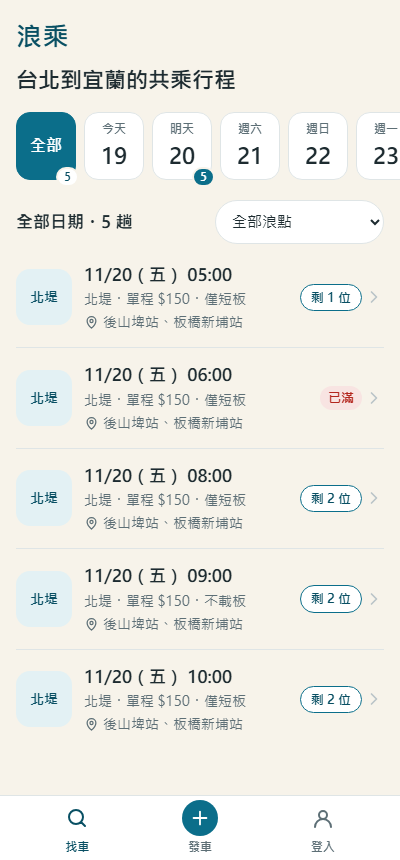 浪乘
台北到宜蘭的共乘行程
全部
5
今天
19
明天
20
5
週六
21
週日
22
週一
23
全部日期・5 趟
全部浪點
北堤
11/20 ( 五 ) 05:00
北堤・單程 $150・僅短板
後山埤站、板橋新埔站
剩 1 位
北堤
11/20 ( 五 ) 06:00
北堤・單程 $150・僅短板
後山埤站、板橋新埔站
已滿
北堤
11/20 ( 五 ) 08:00
北堤・單程 $150・僅短板
後山埤站、板橋新埔站
剩 2 位
北堤
11/20 ( 五 ) 09:00
北堤・單程 $150・不載板
後山埤站、板橋新埔站
剩 2 位
北堤
11/20 ( 五 ) 10:00
北堤・單程 $150・僅短板
後山埤站、板橋新埔站
剩 2 位
找車
發車
登入